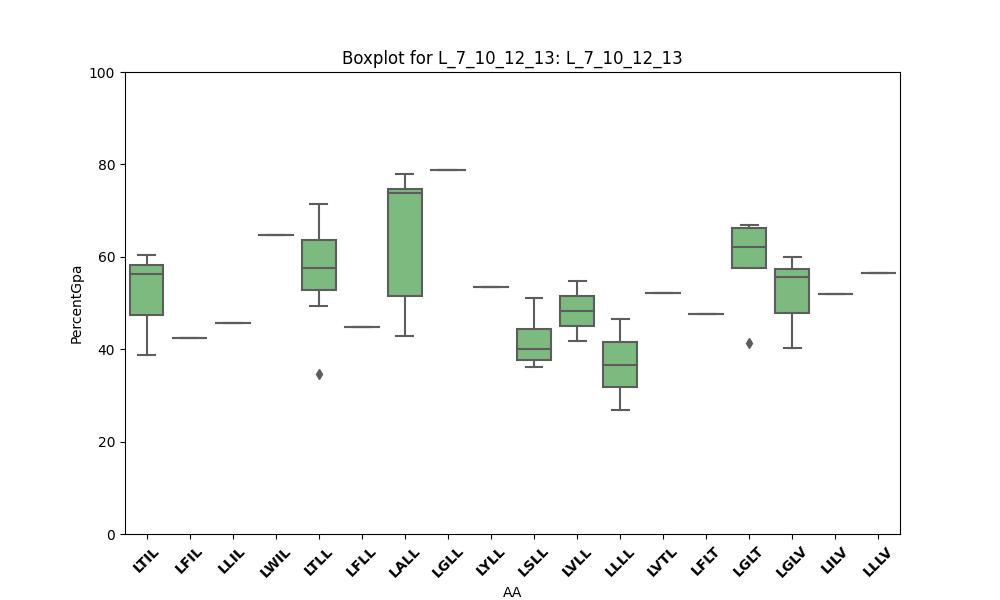 Boxplot for L_7_10_12_13: L_7_10_12_13
100
80
60
40
20
0
PercentGpa
LTIL LFIL LLIL LWIL LTLL LFLL LALL LGLL LYLL LSLL LVLL LLLL LVTL LFLT LGLT LGLV LILV LLLV
AA